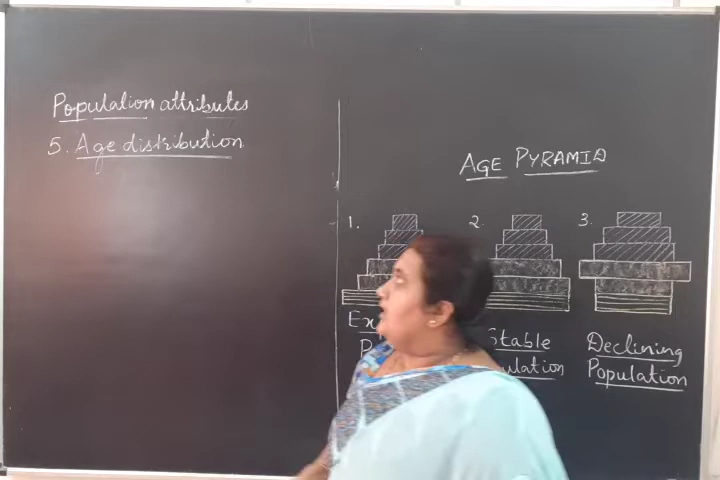 Population attributes
5. Age distribution
AGE PYRAMID
1. 2. 3.
Stable
Declining
Population